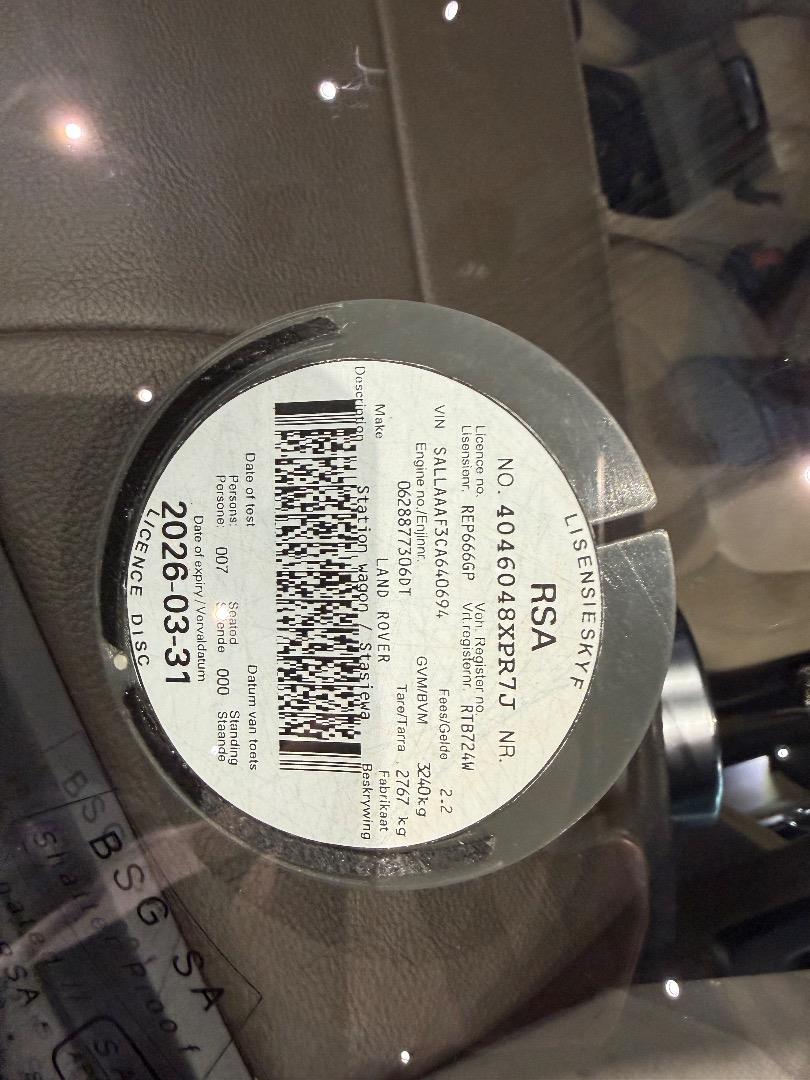 LISENSIESKYF
RSA
NO. 4046048XPR7J NR.
Licence no. Veh. Register no.
Lisensienr. REP666GP Vrt.registernr. RTB724W
VIN SALLAAAF3CA640694 Fees/Gelde 2.2
Engine no./Enjinnr. GVM/BVM 3240kg
0628877306DT Tare/Tarra 2767 kg
Make LAND ROVER Fabrikaat
Description Station wagon / Stasiewa Beskrywing
Date of test Datum van toets
Persons: Seated Standing
Persone: 007 000 Staande
Date of expiry/Vervaldatum
2026-03-31
LICENCE DISC
BSG SA
Shatterproof